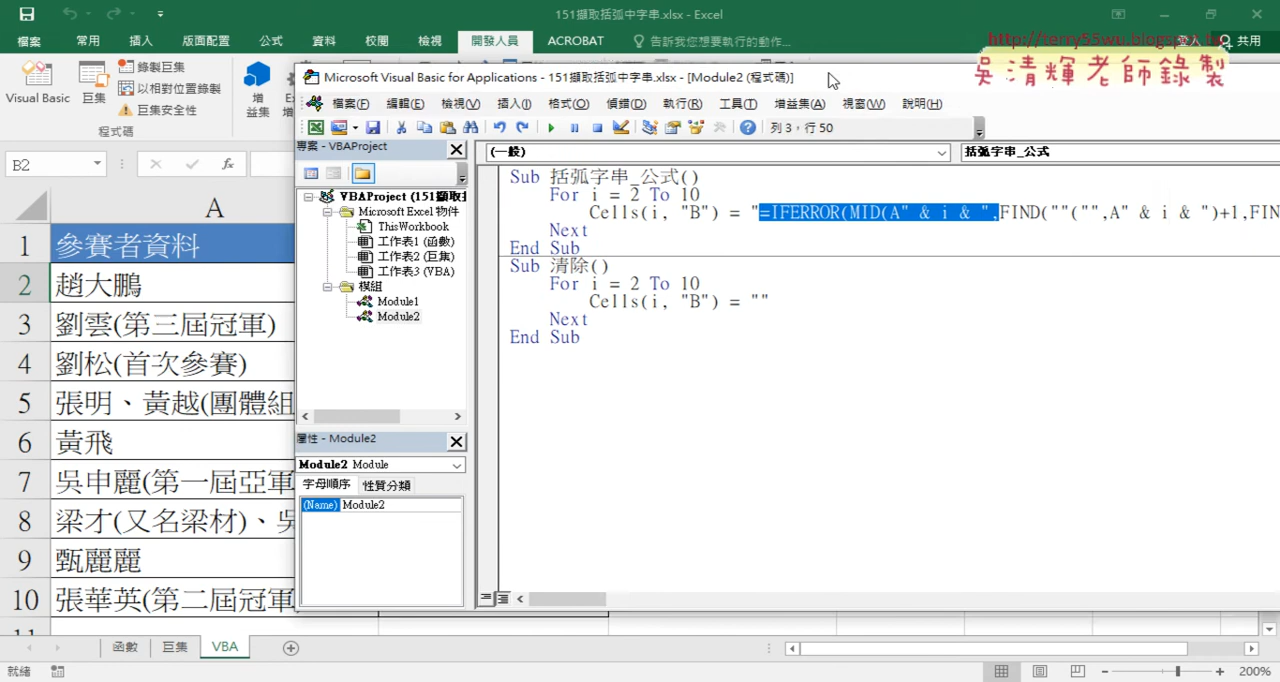 151擷取括弧中字串.xlsx - Excel
檔案 常用 插入 版面配置 公式 資料 校閱 檢視 開發人員 ACROBAT 告訴我您想要執行的動作... 登入 共用
http://terry55wu.blogspot.tw
吳清輝老師錄製
Visual Basic 巨集 錄製巨集
以相對位置錄製
巨集安全性
增益集
程式碼
Microsoft Visual Basic for Applications - 151擷取括弧中字串.xlsx - [Module2 (程式碼)]
檔案(F) 編輯(E) 檢視(V) 插入(I) 格式(O) 偵錯(D) 執行(R) 工具(T) 增益集(A) 視窗(W) 說明(H)
列 3，行 50
專案 - VBAProject
(一般) 括弧字串_公式
VBAProject (151擷取
Microsoft Excel 物件
ThisWorkbook
工作表1 (函數)
工作表2 (巨集)
工作表3 (VBA)
模組
Module1
Module2
屬性 - Module2
Module2 Module
字母順序 性質分類
(Name) Module2
Sub 括弧字串_公式()
For i = 2 To 10
Cells(i, "B") = "=IFERROR(MID(A" & i & ",FIND(""("",A" & i & ")+1,FIN
Next
End Sub
Sub 清除()
For i = 2 To 10
Cells(i, "B") = ""
Next
End Sub
B2 fx
A
1 參賽者資料
2 趙大鵬
3 劉雲(第三屆冠軍)
4 劉松(首次參賽)
5 張明、黃越(團體組
6 黃飛
7 吳申麗(第一屆亞軍
8 梁才(又名梁材)、吳
9 甄麗麗
10 張華英(第二屆冠軍
11
函數 巨集 VBA
就緒 200%